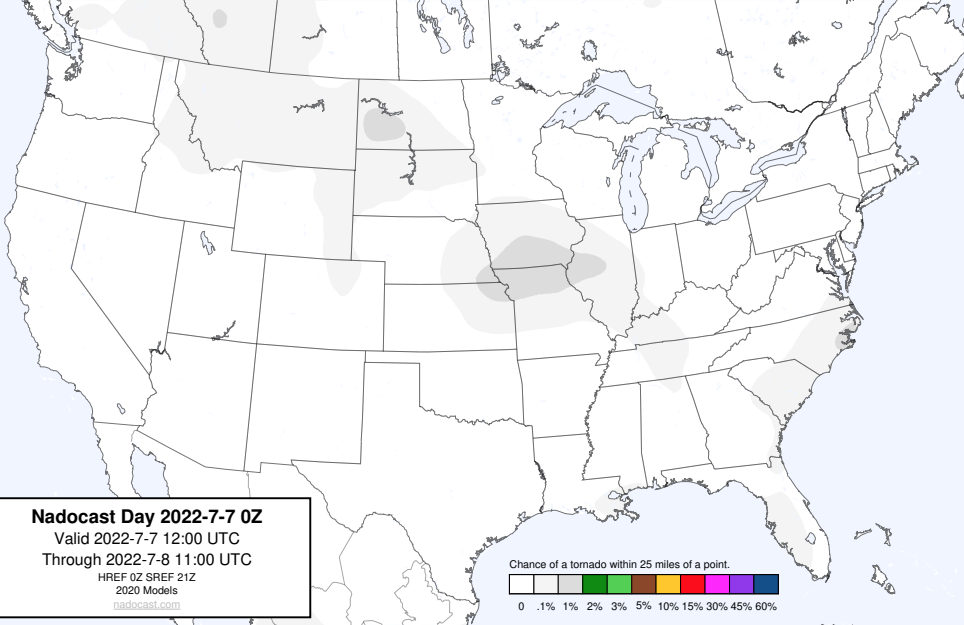 Nadocast Day 2022-7-7 0Z
Valid 2022-7-7 12:00 UTC
Through 2022-7-8 11:00 UTC
HREF 0Z SREF 21Z
2020 Models
nadocast.com
Chance of a tornado within 25 miles of a point.
0 .1% 1% 2% 3% 5% 10% 15% 30% 45% 60%